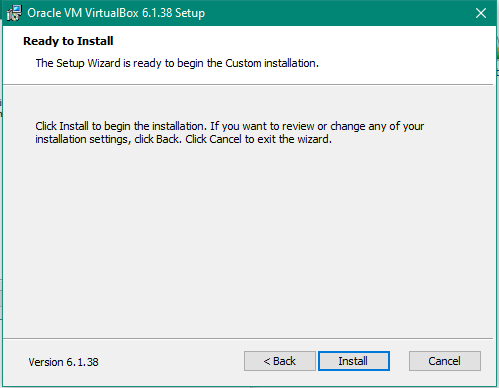 Oracle VM VirtualBox 6.1.38 Setup
Ready to Install
The Setup Wizard is ready to begin the Custom installation.
Click Install to begin the installation. If you want to review or change any of your
installation settings, click Back. Click Cancel to exit the wizard.
Version 6.1.38
< Back
Install
Cancel